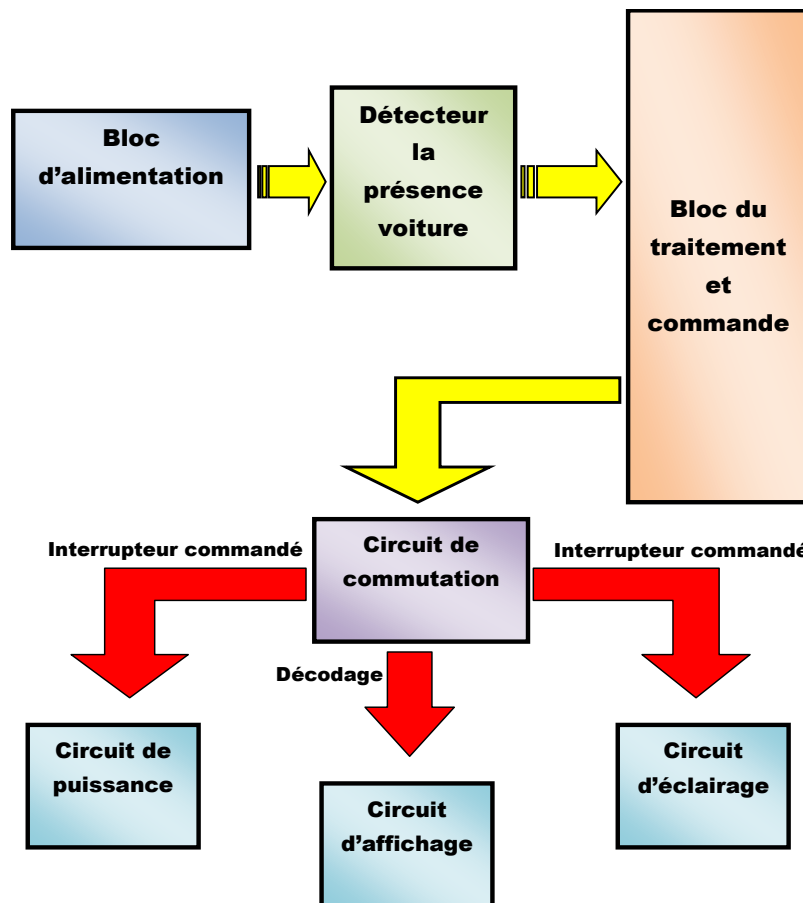 Bloc
d'alimentation
Détecteur
la
présence
voiture
Bloc du
traitement
et
commande
Circuit de
commutation
Interrupteur commandé
Interrupteur commandé
Décodage
Circuit de
puissance
Circuit
d'affichage
Circuit
d'éclairage